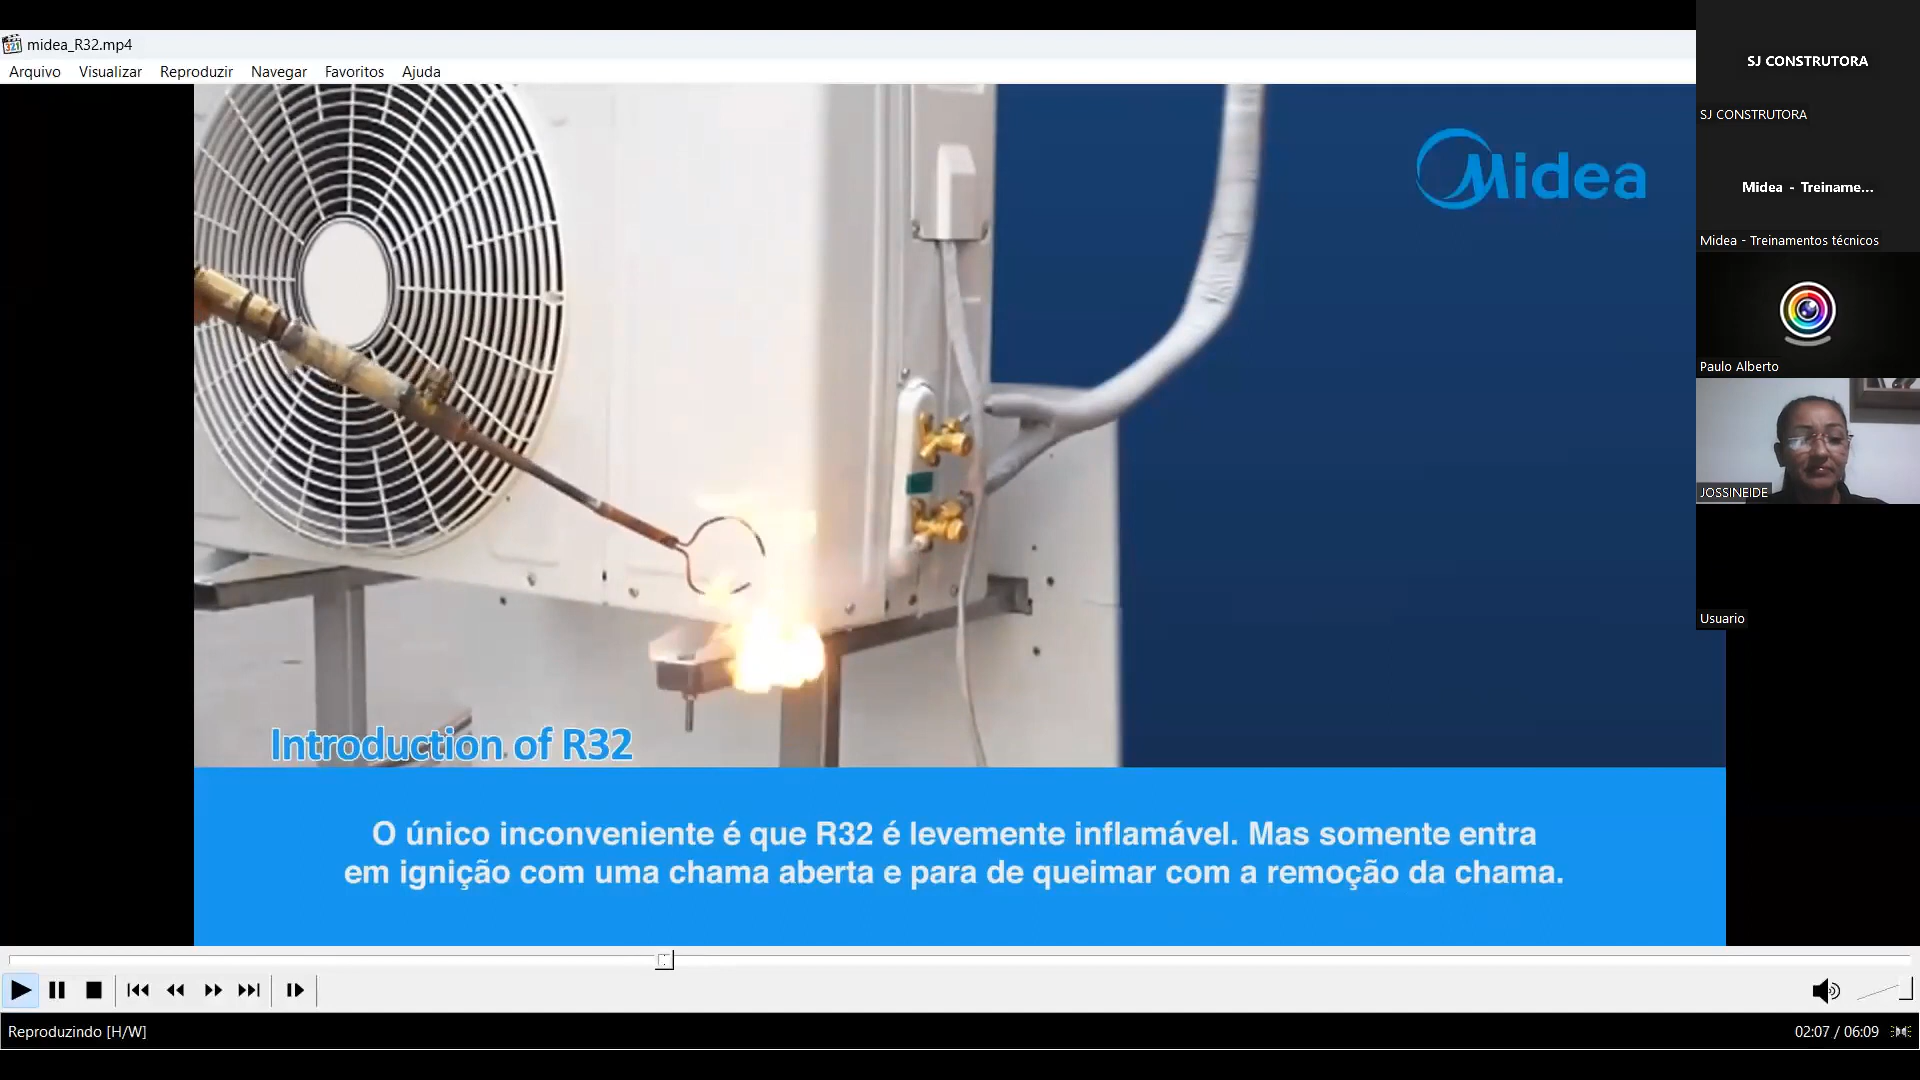 midea_R32.mp4
Arquivo Visualizar Reproduzir Navegar Favoritos Ajuda
Midea
Introduction of R32
O único inconveniente é que R32 é levemente inflamável. Mas somente entra
em ignição com uma chama aberta e para de queimar com a remoção da chama.
Reproduzindo [H/W]
02:07 / 06:09
SJ CONSTRUTORA
SJ CONSTRUTORA
Midea - Treiname...
Midea - Treinamentos técnicos
Paulo Alberto
JOSSINEIDE
Usuario